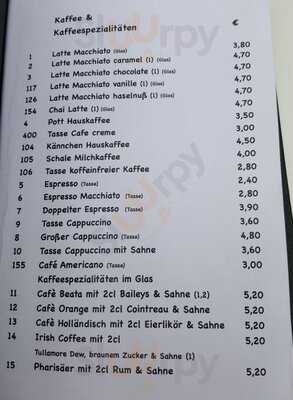 Kaffee &
Kaffeespezialitäten €
1 Latte Macchiato (Glas) 3,80
2 Latte Macchiato caramel (1) (Glas) 4,70
3 Latte Macchiato chocolate (1) (Glas) 4,70
117 Latte Macchiato vanille (1) (Glas) 4,70
126 Latte Macchiato haselnuß (1) (Glas) 4,70
154 Chai Latte (1) (Glas) 4,70
4 Pott Hauskaffee 3,50
400 Tasse Cafe creme 3,00
104 Kännchen Hauskaffee 4,50
105 Schale Milchkaffee 4,00
106 Tasse koffeinfreier Kaffee 2,80
5 Espresso (Tasse) 2,40
6 Espresso Macchiato (Tasse) 2,80
7 Doppelter Espresso (Tasse) 3,90
9 Tasse Cappuccino 3,60
8 Großer Cappuccino (Tasse) 4,80
10 Tasse Cappuccino mit Sahne 3,60
155 Café Americano (Tasse) 3,00
Kaffeespezialitäten im Glas
11 Cafè Beata mit 2cl Baileys & Sahne (1,2) 5,20
12 Cafè Orange mit 2cl Cointreau & Sahne 5,20
13 Cafè Holländisch mit 2cl Eierlikör & Sahne 5,20
14 Irish Coffee mit 2cl 5,20
Tullamore Dew, braunem Zucker & Sahne (1)
15 Pharisäer mit 2cl Rum & Sahne 5,20